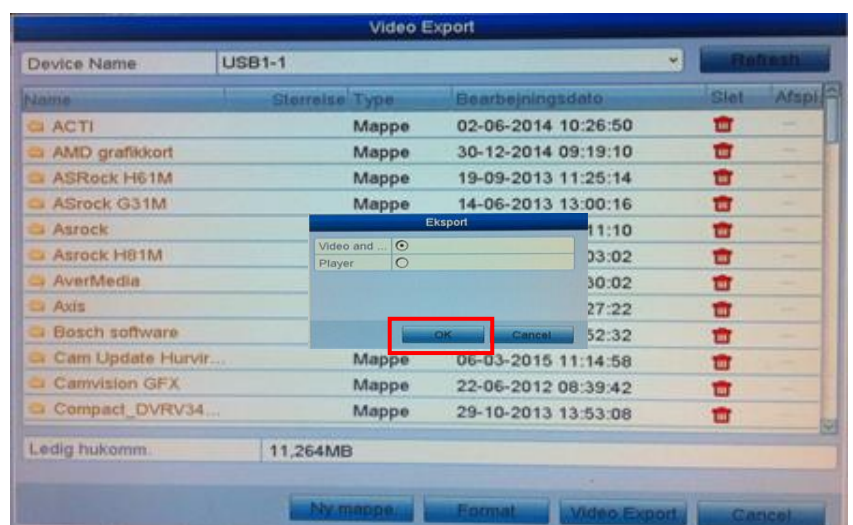 Video Export
Device Name USB1-1 Refresh
Name Størrelse Type Bearbejningsdato Slet Afspi
ACTI Mappe 02-06-2014 10:26:50
AMD grafikkort Mappe 30-12-2014 09:19:10
ASRock H61M Mappe 19-09-2013 11:25:14
ASrock G31M Mappe 14-06-2013 13:00:16
Asrock 11:10
Asrock H81M 03:02
AverMedia 30:02
Axis 27:22
Bosch software 52:32
Eksport
Video and ...
Player
OK Cancel
Cam Update Hurvir... Mappe 06-03-2015 11:14:58
Camvision GFX Mappe 22-06-2012 08:39:42
Compact_DVRV34... Mappe 29-10-2013 13:53:08
Ledig hukomm. 11,264MB
Ny mappe Format Video Export Cancel